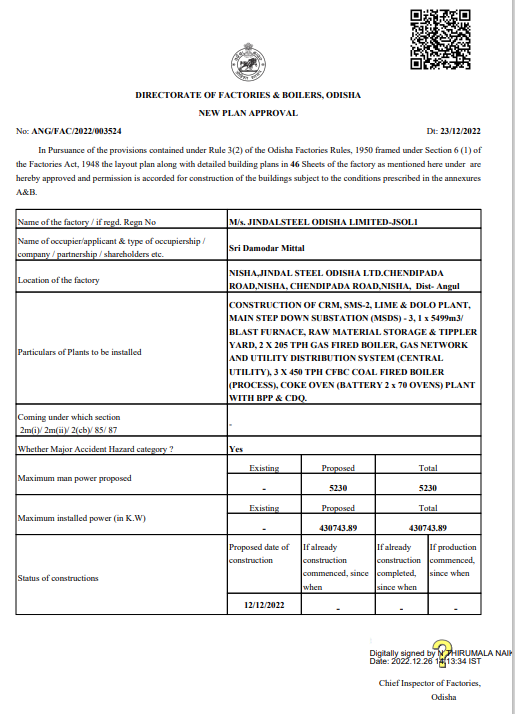 DIRECTORATE OF FACTORIES & BOILERS, ODISHA
NEW PLAN APPROVAL
No: ANG/FAC/2022/003524 Dt: 23/12/2022
In Pursuance of the provisions contained under Rule 3(2) of the Odisha Factories Rules, 1950 framed under Section 6 (1) of
the Factories Act, 1948 the layout plan along with detailed building plans in 46 Sheets of the factory as mentioned here under are
hereby approved and permission is accorded for construction of the buildings subject to the conditions prescribed in the annexures
A&B.
Name of the factory / if regd. Regn No M/s. JINDALSTEEL ODISHA LIMITED-JSOL1
Name of occupier/applicant & type of occupiership /
company / partnership / shareholders etc.
Sri Damodar Mittal
Location of the factory
NISHA,JINDAL STEEL ODISHA LTD.CHENDIPADA
ROAD,NISHA, CHENDIPADA ROAD,NISHA, Dist- Angul
Particulars of Plants to be installed
CONSTRUCTION OF CRM, SMS-2, LIME & DOLO PLANT,
MAIN STEP DOWN SUBSTATION (MSDS) - 3, 1 x 5499m3/
BLAST FURNACE, RAW MATERIAL STORAGE & TIPPLER
YARD, 2 X 205 TPH GAS FIRED BOILER, GAS NETWORK
AND UTILITY DISTRIBUTION SYSTEM (CENTRAL
UTILITY), 3 X 450 TPH CFBC COAL FIRED BOILER
(PROCESS), COKE OVEN (BATTERY 2 x 70 OVENS) PLANT
WITH BPP & CDQ.
Coming under which section
2m(i)/ 2m(ii)/ 2(cb)/ 85/ 87
-
Whether Major Accident Hazard category ? Yes
Maximum man power proposed
Existing Proposed Total
- 5230 5230
Maximum installed power (in K.W)
Existing Proposed Total
- 430743.89 430743.89
Status of constructions
Proposed date of
construction
If already
construction
commenced, since
when
If already
construction
completed,
since when
If production
commenced,
since when
12/12/2022 - - -
Digitally signed by N THIRUMALA NAIK
Date: 2022.12.26 14:13:34 IST
Chief Inspector of Factories,
Odisha